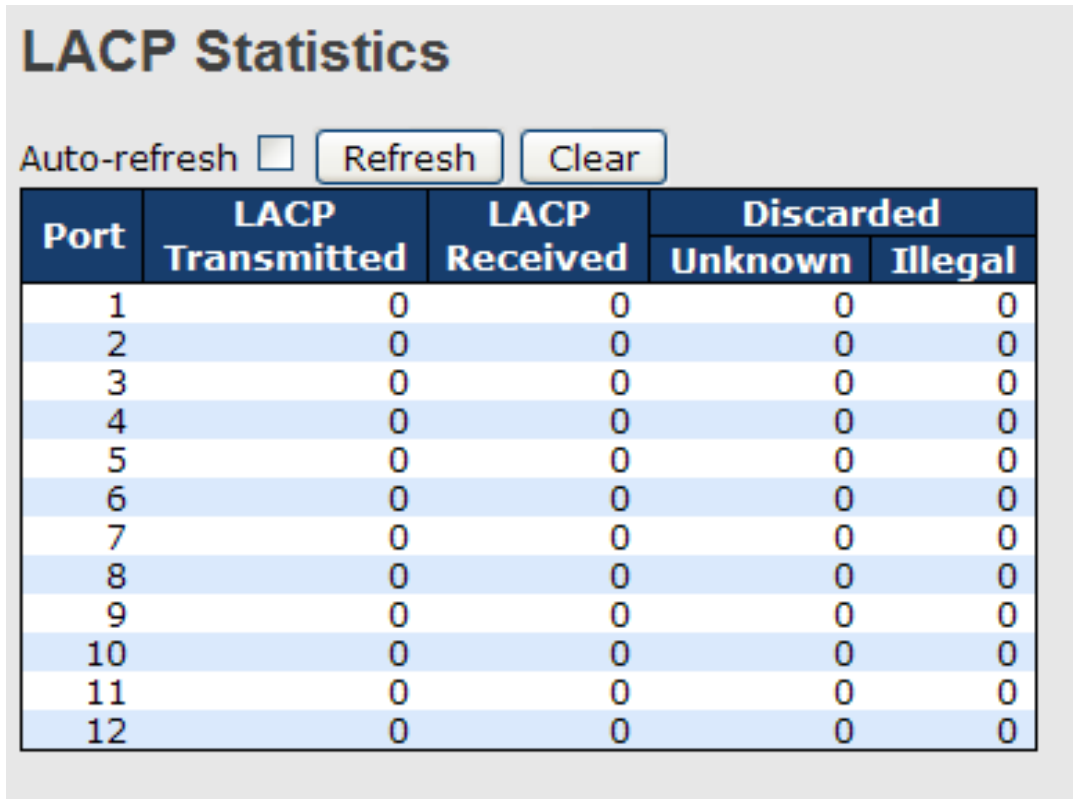 LACP Statistics
Auto-refresh Refresh Clear
Port LACP Transmitted LACP Received Discarded
Unknown Illegal
1 0 0 0 0
2 0 0 0 0
3 0 0 0 0
4 0 0 0 0
5 0 0 0 0
6 0 0 0 0
7 0 0 0 0
8 0 0 0 0
9 0 0 0 0
10 0 0 0 0
11 0 0 0 0
12 0 0 0 0